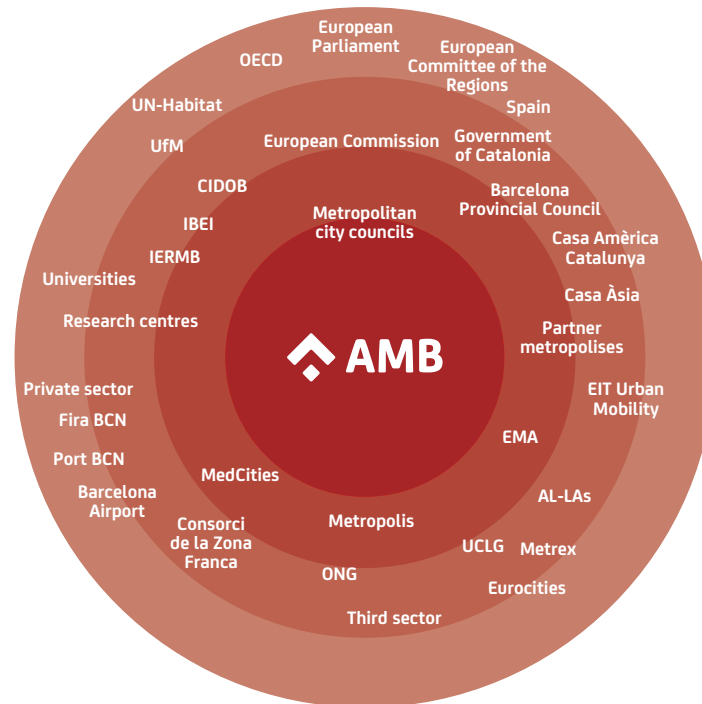 European
Parliament
European
Committee of the
Regions
OECD
UN-Habitat
Spain
UfM
European Commission
Government
of Catalonia
CIDOB
Barcelona
Provincial Council
IBEI
Metropolitan
city councils
IERMB
Casa Amèrica
Catalunya
Universities
Casa Àsia
Research centres
Partner
metropolises
AMB
Private sector
EIT Urban
Mobility
Fira BCN
EMA
Port BCN
MedCities
Barcelona
Airport
AL-LAs
Consorci
de la Zona
Franca
Metropolis
UCLG
Metrex
ONG
Eurocities
Third sector